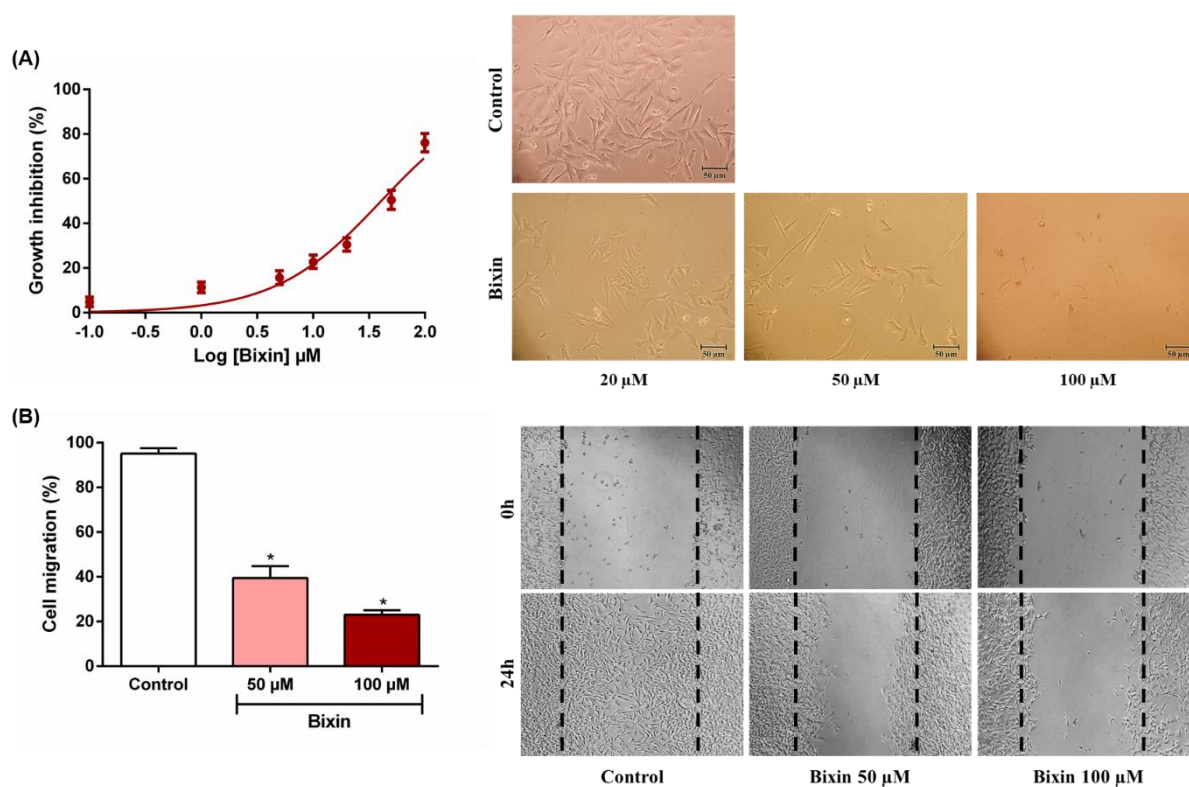 (A)
Growth inhibition (%)
100
80
60
40
20
0
-1.0 -0.5 0.0 0.5 1.0 1.5 2.0
Log [Bixin] µM
Control
50 µm
Bixin
50 µm 50 µm 50 µm
20 µM 50 µM 100 µM
(B)
Cell migration (%)
100
80
60
40
20
0
*
*
Control 50 µM 100 µM
Bixin
0h
24h
Control Bixin 50 µM Bixin 100 µM